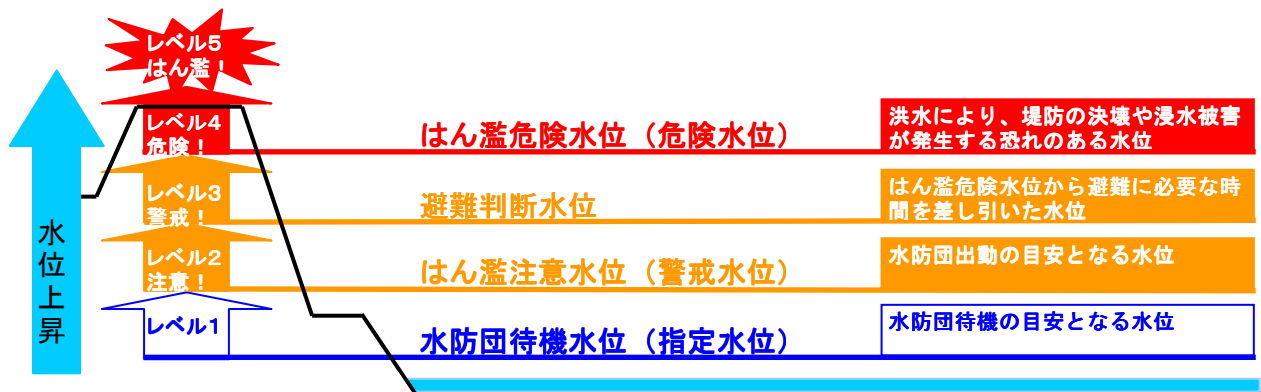 レベル5
はん濫！
レベル4
危険！
はん濫危険水位（危険水位）
洪水により、堤防の決壊や浸水被害
が発生する恐れのある水位
レベル3
警戒！
避難判断水位
はん濫危険水位から避難に必要な時
間を差し引いた水位
レベル2
注意！
はん濫注意水位（警戒水位）
水防団出動の目安となる水位
レベル1
水防団待機水位（指定水位）
水防団待機の目安となる水位
水位上昇